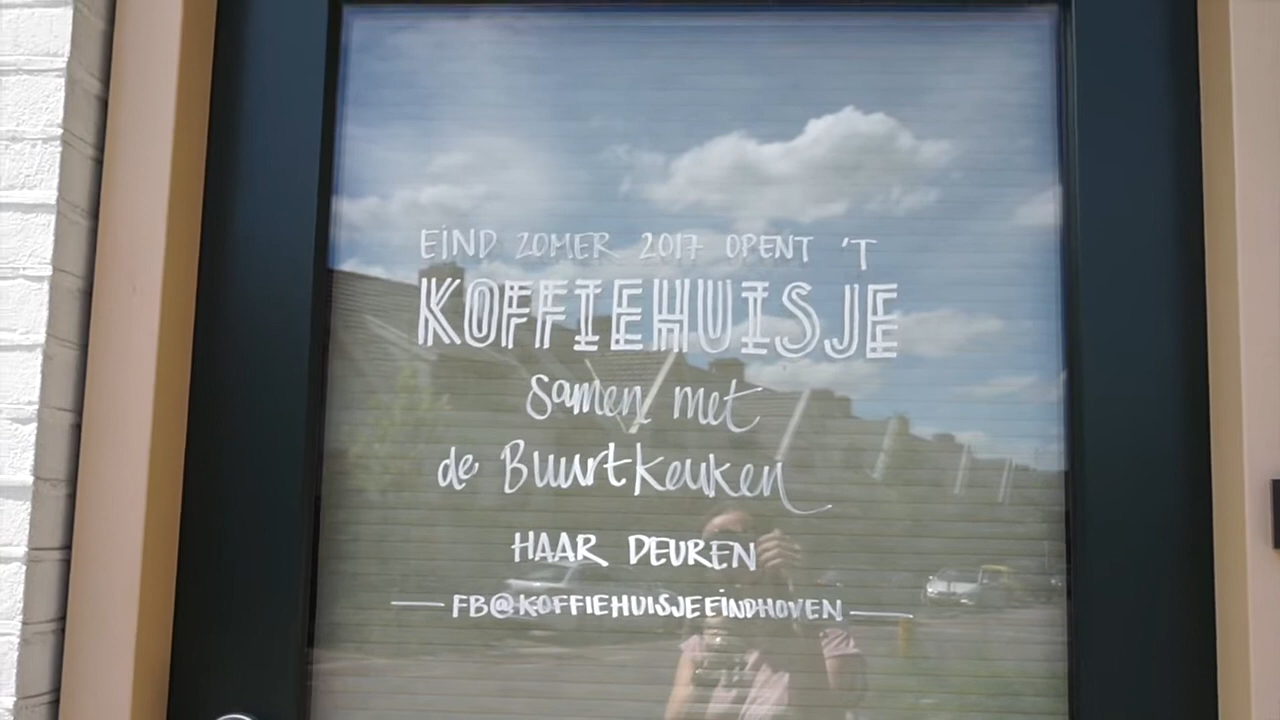 EIND ZOMER 2017 OPENT 'T
KOFFIEHUISJE
samen met
de Buurtkeuken
HAAR DEUREN
FB@KOFFIEHUISJEEINDHOVEN